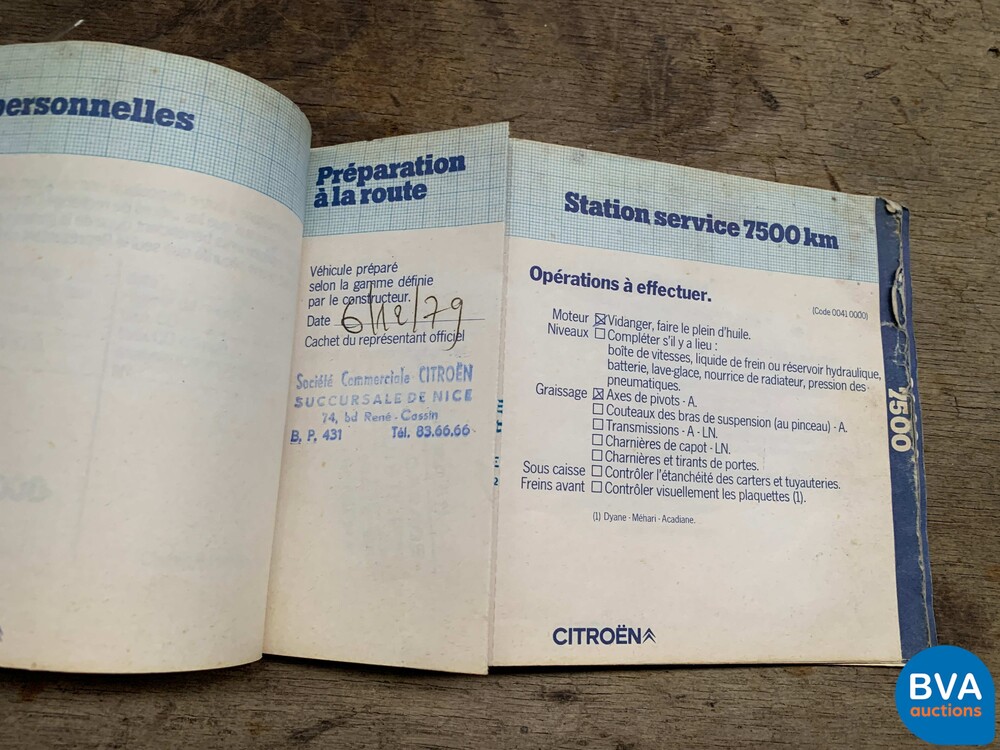 personnelles
Préparation
à la route
Véhicule préparé
selon la gamme définie
par le constructeur.
Date 6/12/79
Cachet du représentant officiel
Société Commerciale CITROËN
SUCCURSALE DE NICE
74, bd René-Cassin
B. P. 431 Tél. 83.66.66
Station service 7500 km
Opérations à effectuer.
(Code 0041 0000)
Moteur ☒ Vidanger, faire le plein d'huile.
Niveaux ☐ Compléter s'il y a lieu :
boîte de vitesses, liquide de frein ou réservoir hydraulique,
batterie, lave-glace, nourrice de radiateur, pression des
pneumatiques.
Graissage ☒ Axes de pivots - A.
☐ Couteaux des bras de suspension (au pinceau) - A.
☐ Transmissions - A - LN.
☐ Charnières de capot - LN.
☐ Charnières et tirants de portes.
Sous caisse ☐ Contrôler l'étanchéité des carters et tuyauteries.
Freins avant ☐ Contrôler visuellement les plaquettes (1).
(1) Dyane - Méhari - Acadiane.
CITROËN
7500
BVA
auctions